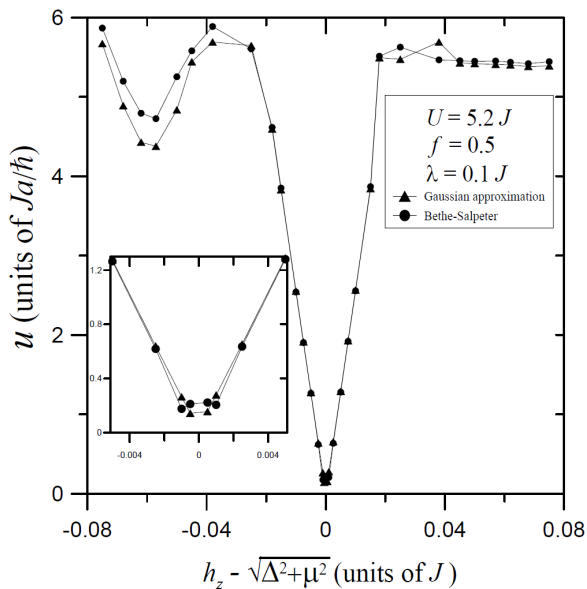 6
4
2
0
u (units of Ja/ħ)
U = 5.2 J
f = 0.5
λ = 0.1 J
Gaussian approximation
Bethe-Salpeter
1.2
0.8
0.4
0
-0.004 0 0.004
-0.08 -0.04 0 0.04 0.08
h_z - √Δ²+μ² (units of J)